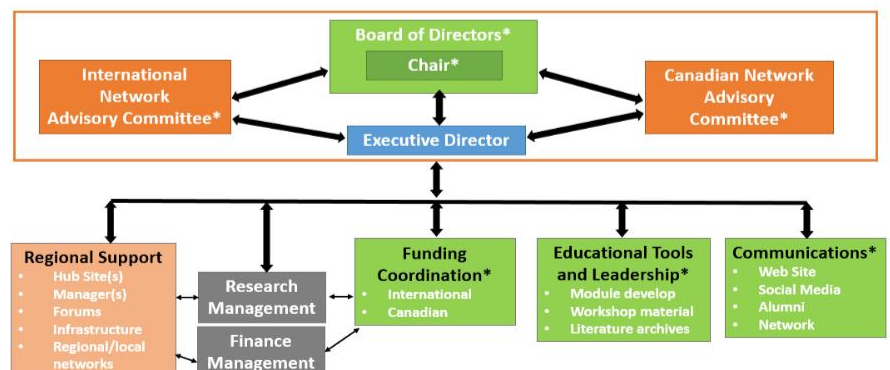 Board of Directors*
Chair*
International
Network
Advisory Committee*
Canadian Network
Advisory
Committee*
Executive Director
Regional Support
• Hub Site(s)
• Manager(s)
• Forums
• Infrastructure
• Regional/local
networks
Research
Management
Finance
Management
Funding
Coordination*
• International
• Canadian
Educational Tools
and Leadership*
• Module develop
• Workshop material
• Literature archives
Communications*
• Web Site
• Social Media
• Alumni
• Network